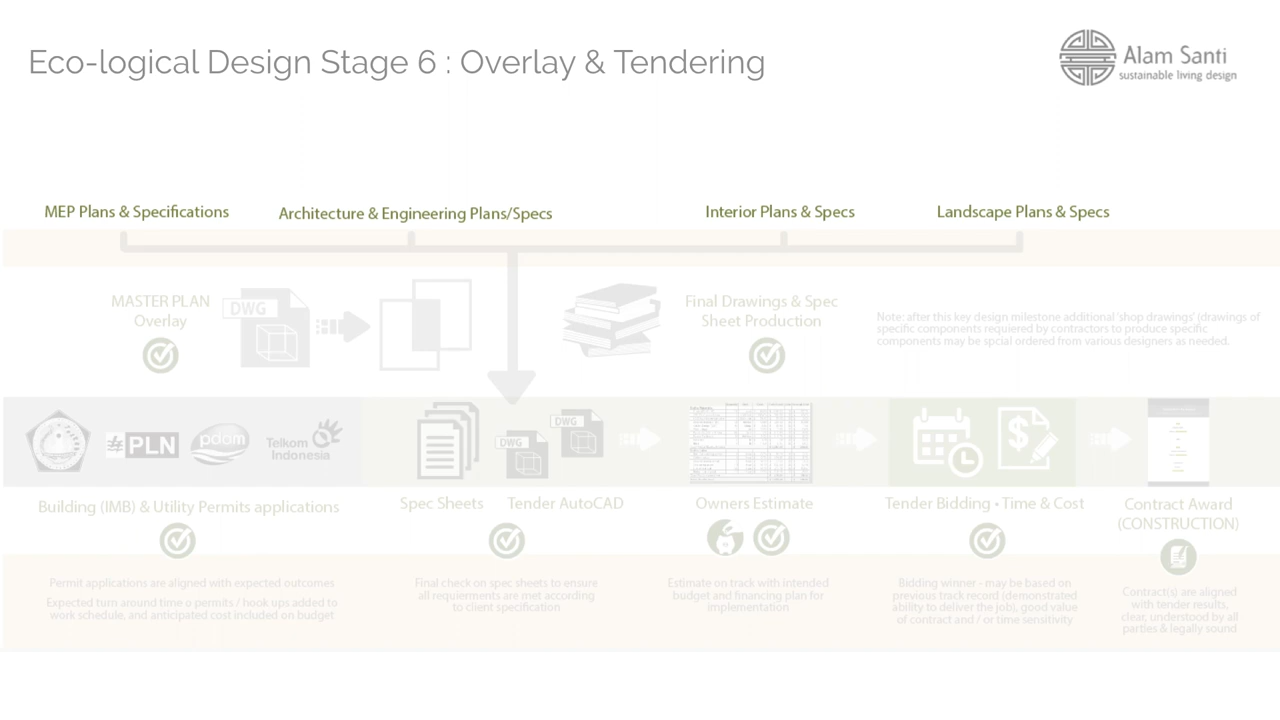 Eco-logical Design Stage 6 : Overlay & Tendering
Alam Santi
sustainable living design
MEP Plans & Specifications
Architecture & Engineering Plans/Specs
Interior Plans & Specs
Landscape Plans & Specs
MASTER PLAN
Overlay
DWG
Final Drawings & Spec
Sheet Production
Note: after this key design milestone additional 'shop drawings' (drawings of
specific components requiered by contractors to produce specific
components may be spcial ordered from various designers as needed.
PLN
pdam
Telkom
Indonesia
DWG
DWG
Building (IMB) & Utility Permits applications
Spec Sheets
Tender AutoCAD
Owners Estimate
Tender Bidding • Time & Cost
Contract Award
(CONSTRUCTION)
Permit applications are aligned with expected outcomes
Expected turn around time o permits / hook ups added to
work schedule, and anticipated cost included on budget
Final check on spec sheets to ensure
all requierments are met according
to client specification
Estimate on track with intended
budget and financing plan for
implementation
Bidding winner - may be based on
previous track record (demonstrated
ability to deliver the job), good value
of contract and / or time sensitivity
Contract(s) are aligned
with tender results,
clear, understood by all
parties & legally sound